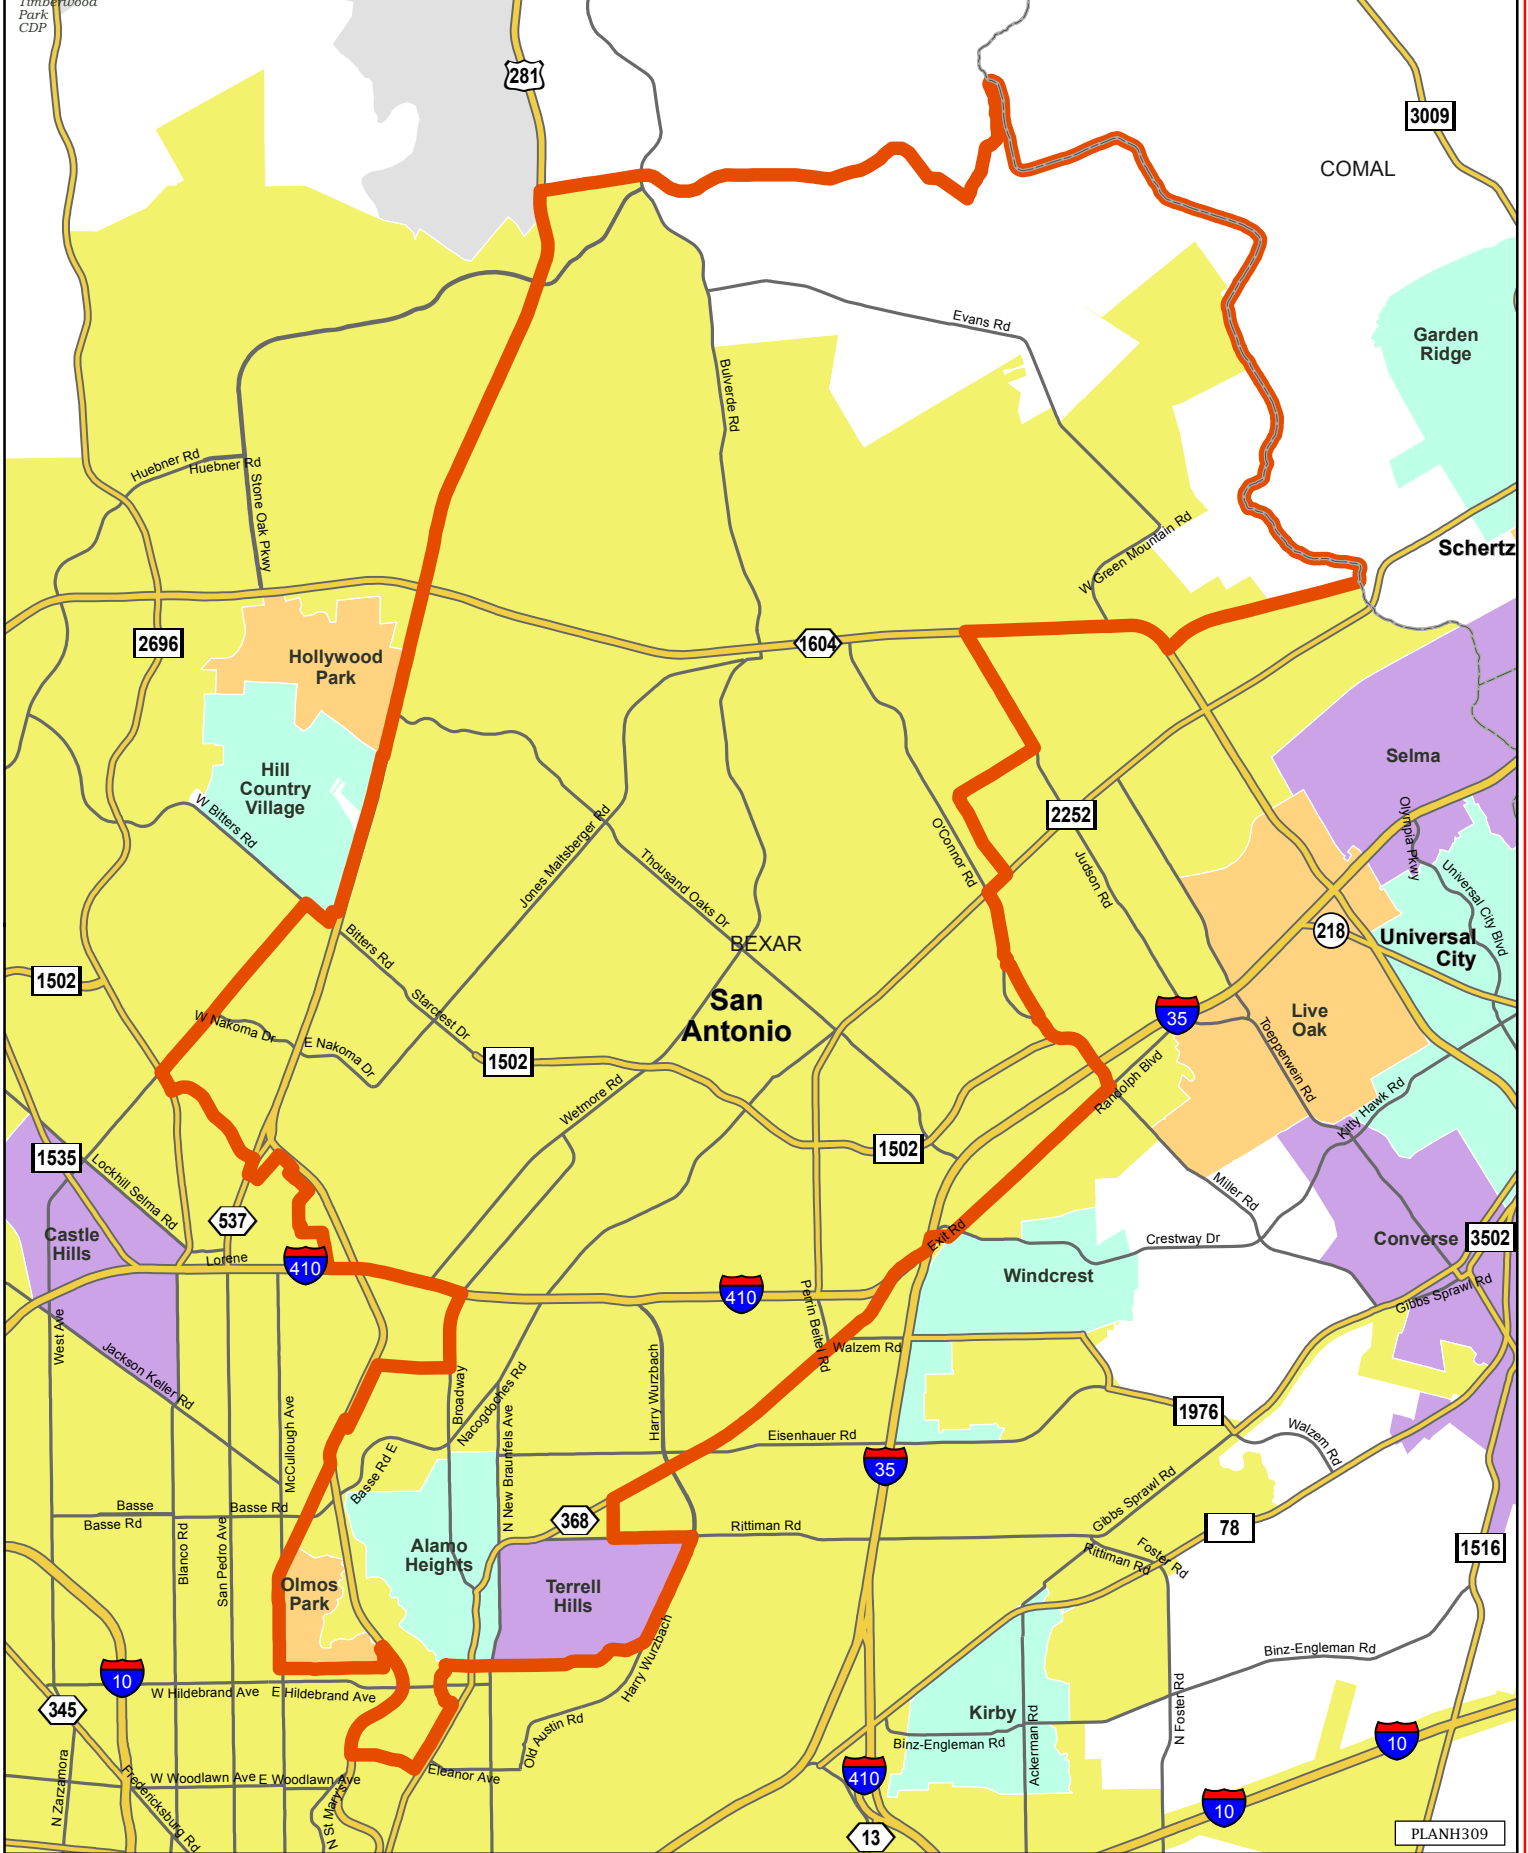 Timberwood
Park
CDP
281
3009
COMAL
Garden
Ridge
Evans Rd
Bulverde Rd
Huebner Rd
Huebner Rd
Stone Oak Pkwy
W Green Mountain Rd
Schertz
2696
Hollywood
Park
1604
Selma
Hill
Country
Village
W Bitters Rd
Jones Maltsberger Rd
Thousand Oaks Dr
O'Connor Rd
2252
Judson Rd
Olympia Pkwy
Universal City Blvd
218
Universal
City
BEXAR
Bitters Rd
1502
Starcrest Dr
San
Antonio
W Nakoma Dr
E Nakoma Dr
1502
35
Live
Oak
Toepperwein Rd
Wetmore Rd
Randolph Blvd
Kitty Hawk Rd
1535
Lockhill Selma Rd
1502
Miller Rd
537
Castle
Hills
Lorene
410
Exit Rd
Crestway Dr
Converse
3502
Windcrest
410
Perrin Beitel Rd
Gibbs Sprawl Rd
West Ave
Jackson Keller Rd
Walzem Rd
Broadway
Nacogdoches Rd
Harry Wurzbach
McCullough Ave
N New Braunfels Ave
1976
Walzem Rd
Eisenhauer Rd
Basse Rd E
35
Gibbs Sprawl Rd
Basse
Basse Rd
Basse Rd
368
Rittiman Rd
78
Blanco Rd
San Pedro Ave
Alamo
Heights
Rittiman Rd
Foster Rd
1516
Olmos
Park
Terrell
Hills
Harry Wurzbach
Binz-Engleman Rd
10
W Hildebrand Ave
E Hildebrand Ave
345
Old Austin Rd
Kirby
Ackerman Rd
N Foster Rd
Binz-Engleman Rd
10
N Zarzamora
Fredericksburg Rd
W Woodlawn Ave
E Woodlawn Ave
N St Mary's
Eleanor Ave
410
10
13
PLANH309